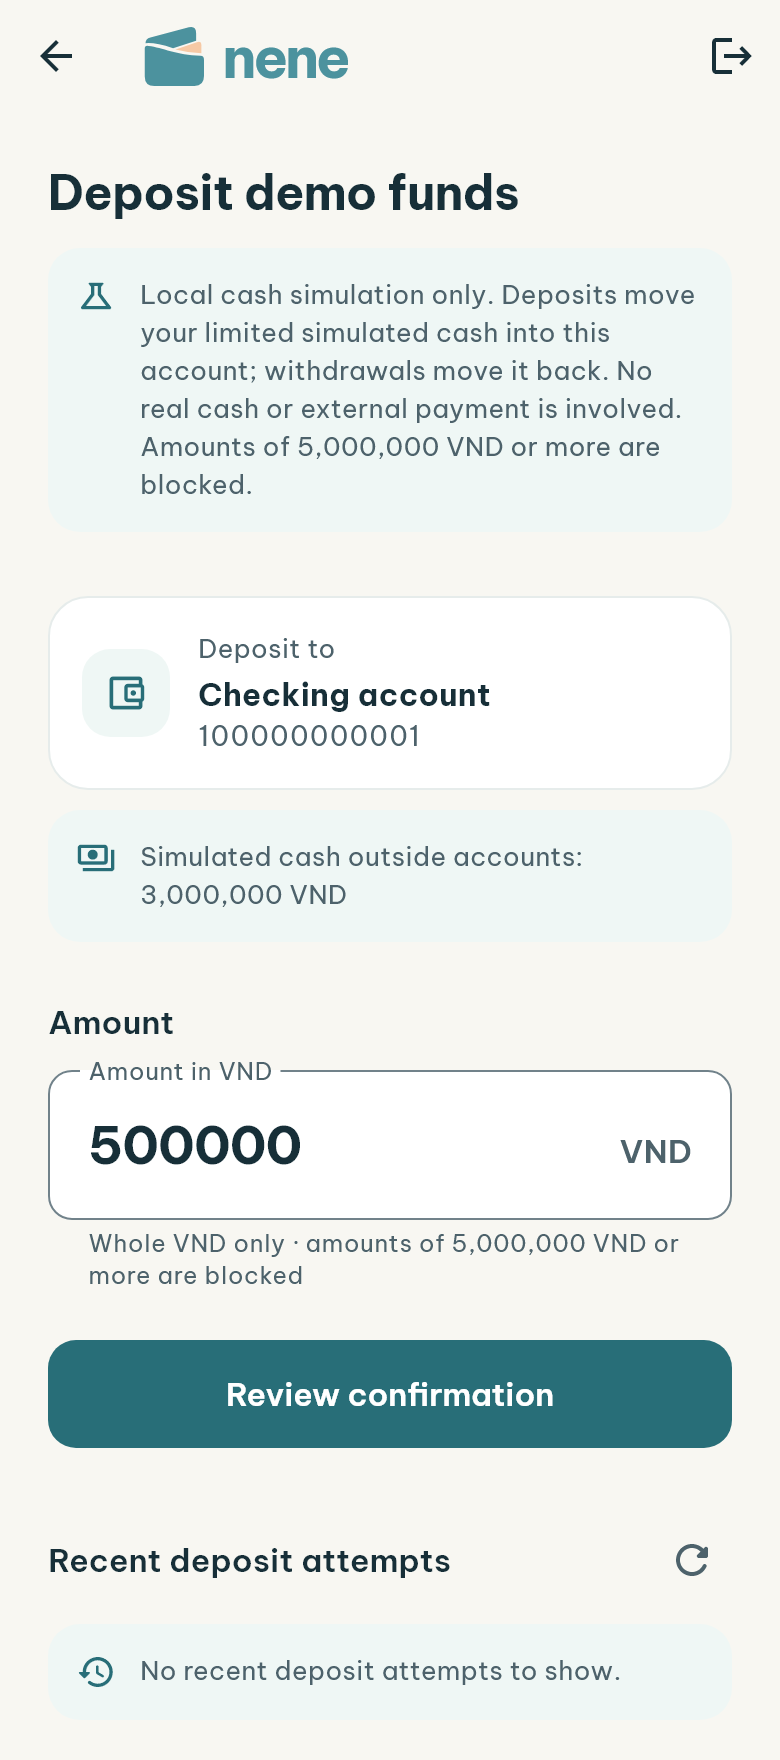 nene
Deposit demo funds
Local cash simulation only. Deposits move
your limited simulated cash into this
account; withdrawals move it back. No
real cash or external payment is involved.
Amounts of 5,000,000 VND or more are
blocked.
Deposit to
Checking account
100000000001
Simulated cash outside accounts:
3,000,000 VND
Amount
Amount in VND
500000 VND
Whole VND only · amounts of 5,000,000 VND or
more are blocked
Review confirmation
Recent deposit attempts
No recent deposit attempts to show.